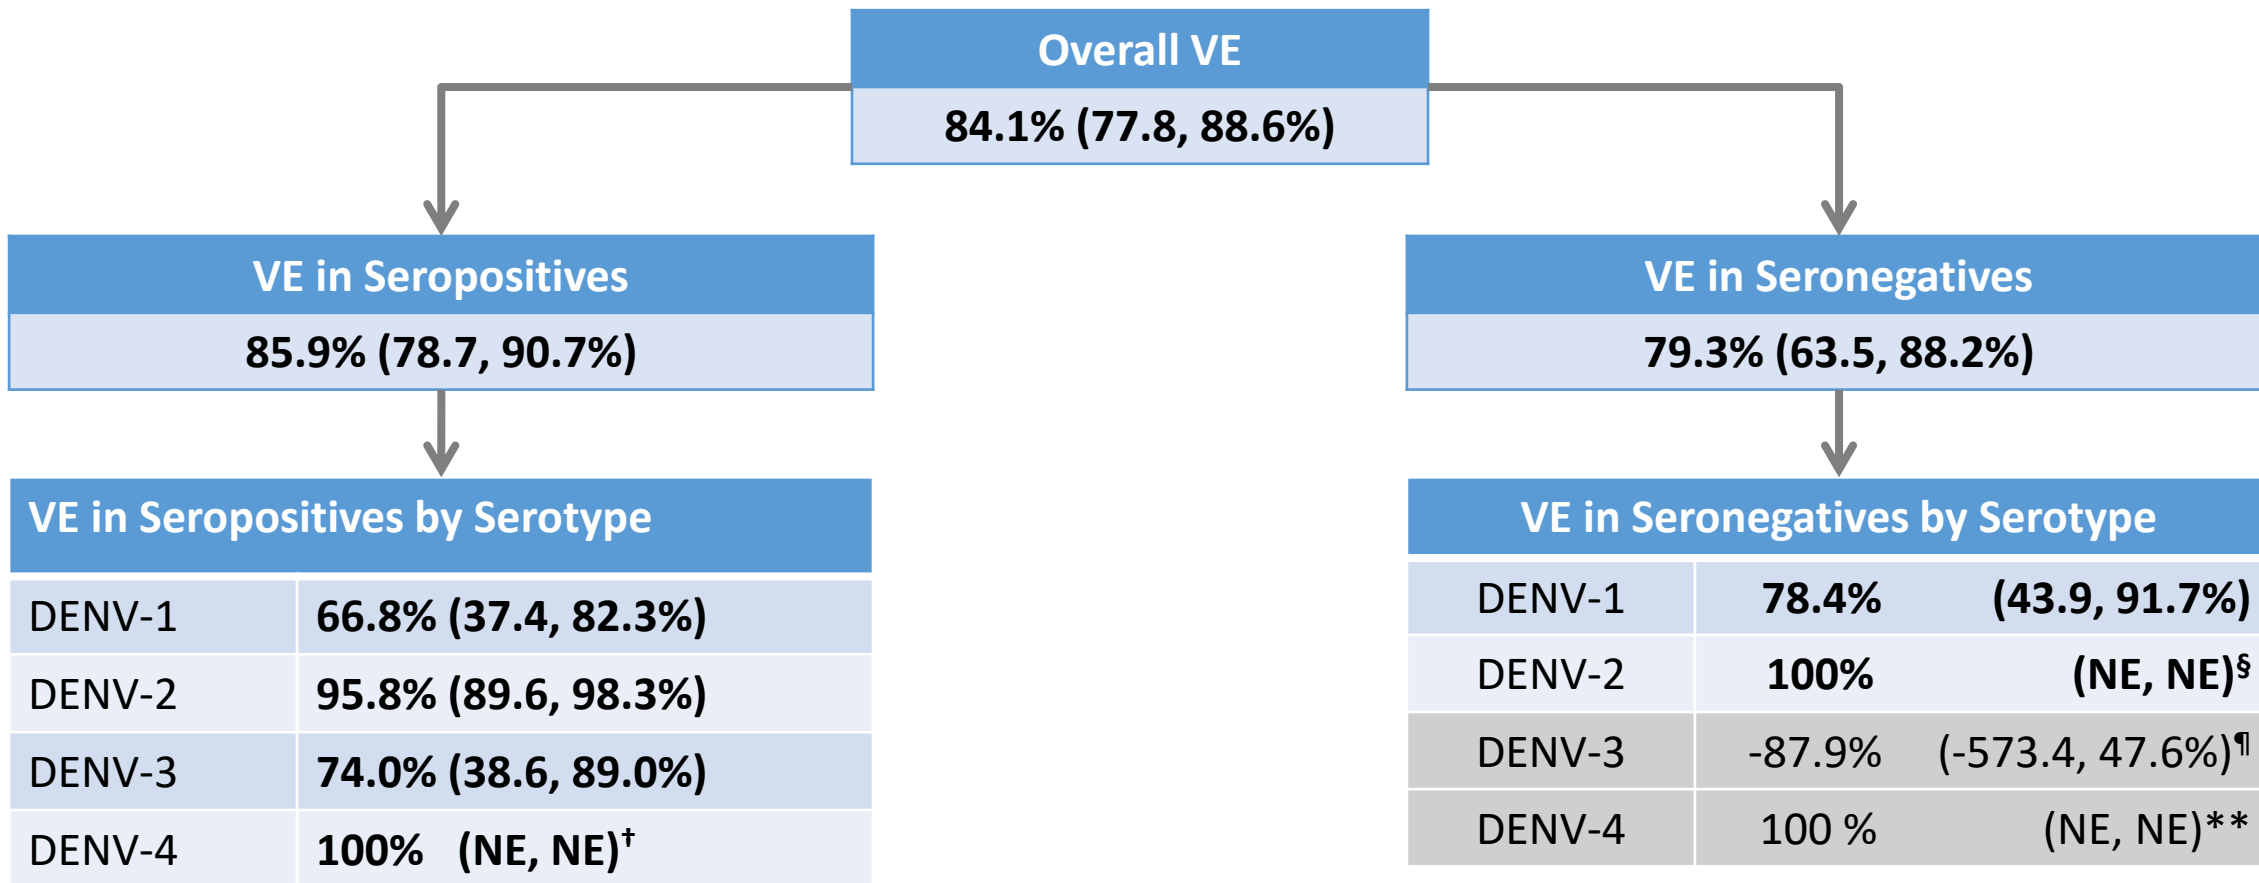 Overall VE
84.1% (77.8, 88.6%)
VE in Seropositives
85.9% (78.7, 90.7%)
VE in Seronegatives
79.3% (63.5, 88.2%)
VE in Seropositives by Serotype
DENV-1 66.8% (37.4, 82.3%)
DENV-2 95.8% (89.6, 98.3%)
DENV-3 74.0% (38.6, 89.0%)
DENV-4 100% (NE, NE)†
VE in Seronegatives by Serotype
DENV-1 78.4% (43.9, 91.7%)
DENV-2 100% (NE, NE)§
DENV-3 -87.9% (-573.4, 47.6%)¶
DENV-4 100 % (NE, NE)**